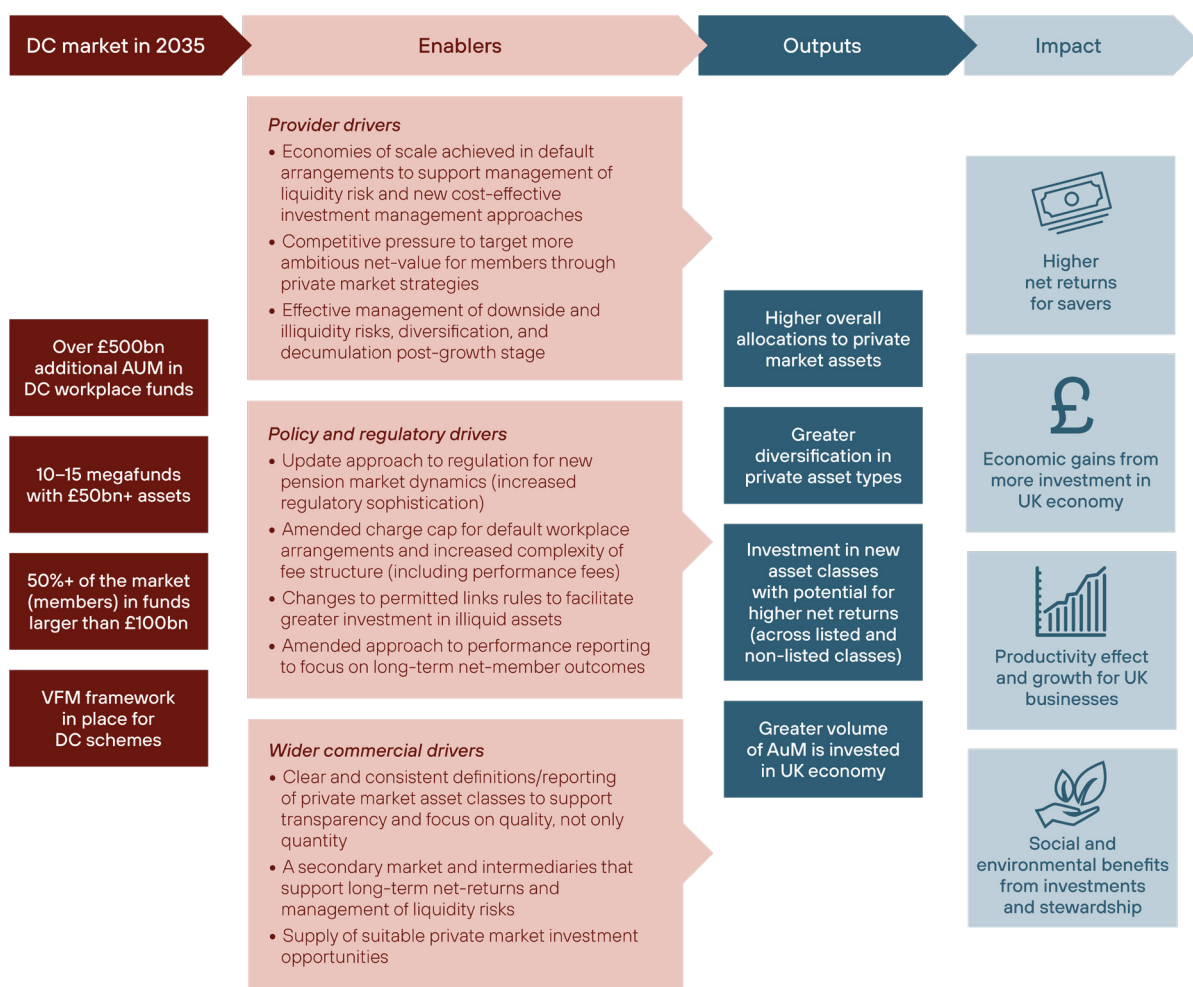 DC market in 2035
Enablers
Outputs
Impact
Over £500bn
additional AUM in
DC workplace funds
10–15 megafunds
with £50bn+ assets
50%+ of the market
(members) in funds
larger than £100bn
VFM framework
in place for
DC schemes
Provider drivers
• Economies of scale achieved in default
arrangements to support management of
liquidity risk and new cost-effective
investment management approaches
• Competitive pressure to target more
ambitious net-value for members through
private market strategies
• Effective management of downside and
illiquidity risks, diversification, and
decumulation post-growth stage
Policy and regulatory drivers
• Update approach to regulation for new
pension market dynamics (increased
regulatory sophistication)
• Amended charge cap for default workplace
arrangements and increased complexity of
fee structure (including performance fees)
• Changes to permitted links rules to facilitate
greater investment in illiquid assets
• Amended approach to performance reporting
to focus on long-term net-member outcomes
Wider commercial drivers
• Clear and consistent definitions/reporting
of private market asset classes to support
transparency and focus on quality, not only
quantity
• A secondary market and intermediaries that
support long-term net-returns and
management of liquidity risks
• Supply of suitable private market investment
opportunities
Higher overall
allocations to private
market assets
Greater
diversification in
private asset types
Investment in new
asset classes
with potential for
higher net returns
(across listed and
non-listed classes)
Greater volume
of AuM is invested
in UK economy
Higher
net returns
for savers
£
Economic gains from
more investment in
UK economy
Productivity effect
and growth for UK
businesses
Social and
environmental benefits
from investments
and stewardship